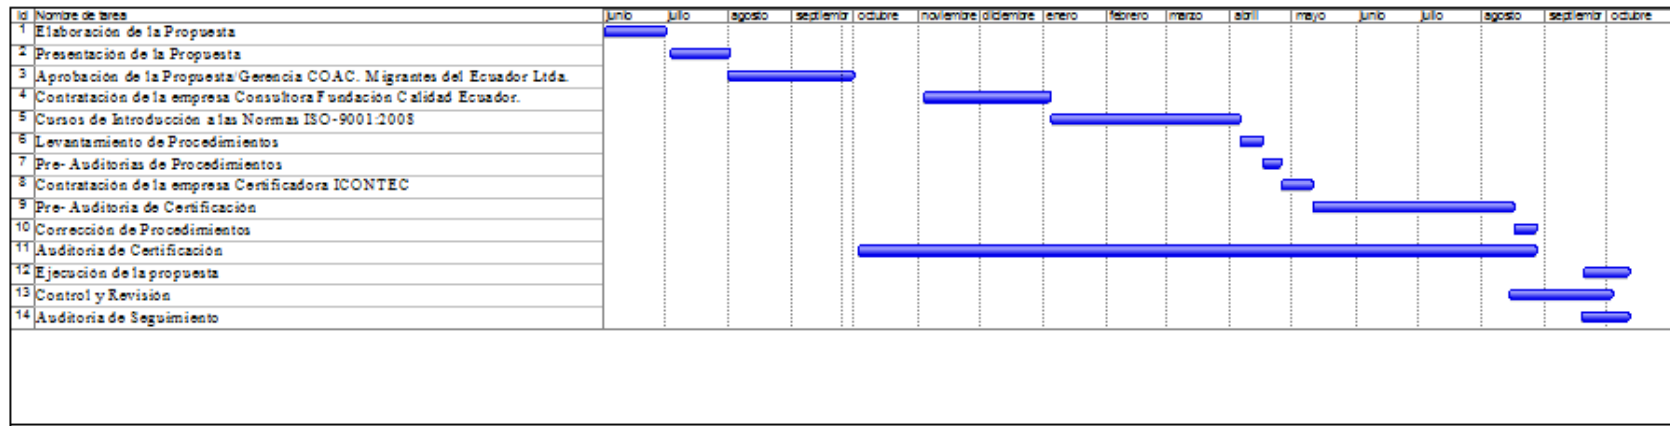 Id Nombre de tarea junio julio agosto septiembr octubre noviembre diciembre enero febrero marzo abril mayo junio julio agosto septiembr octubre
1 Elaboración de la Propuesta
2 Presentación de la Propuesta
3 Aprobación de la Propuesta/Gerencia COAC. Migrantes del Ecuador Ltda.
4 Contratación de la empresa Consultora Fundación Calidad Ecuador.
5 Cursos de Introducción a las Normas ISO-9001:2008
6 Levantamiento de Procedimientos
7 Pre- Auditorias de Procedimientos
8 Contratación de la empresa Certificadora ICONTEC
9 Pre- Auditoria de Certificación
10 Corrección de Procedimientos
11 Auditoria de Certificación
12 Ejecución de la propuesta
13 Control y Revisión
14 Auditoria de Seguimiento